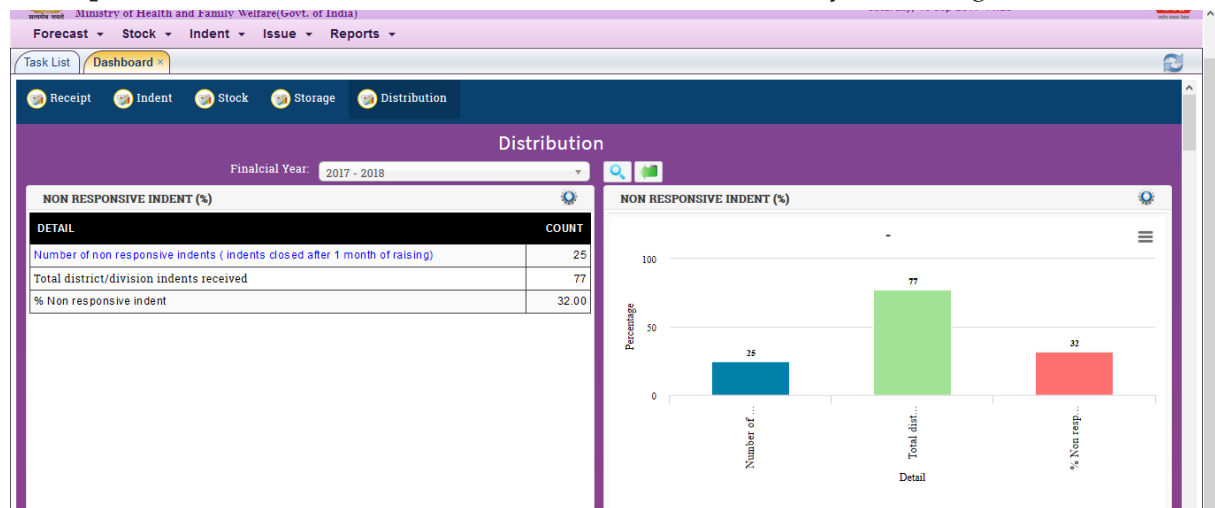 Ministry of Health and Family Welfare(Govt. of India)
Forecast Stock Indent Issue Reports
Task List Dashboard ×
Receipt Indent Stock Storage Distribution
Distribution
Finalcial Year: 2017 - 2018
NON RESPONSIVE INDENT (%)
DETAIL COUNT
Number of non responsive indents ( indents closed after 1 month of raising) 25
Total district/division indents received 77
% Non responsive indent 32.00
NON RESPONSIVE INDENT (%)
-
Percentage
100
50
0
25
77
32
Number of ...
Total dist...
% Non resp...
Detail